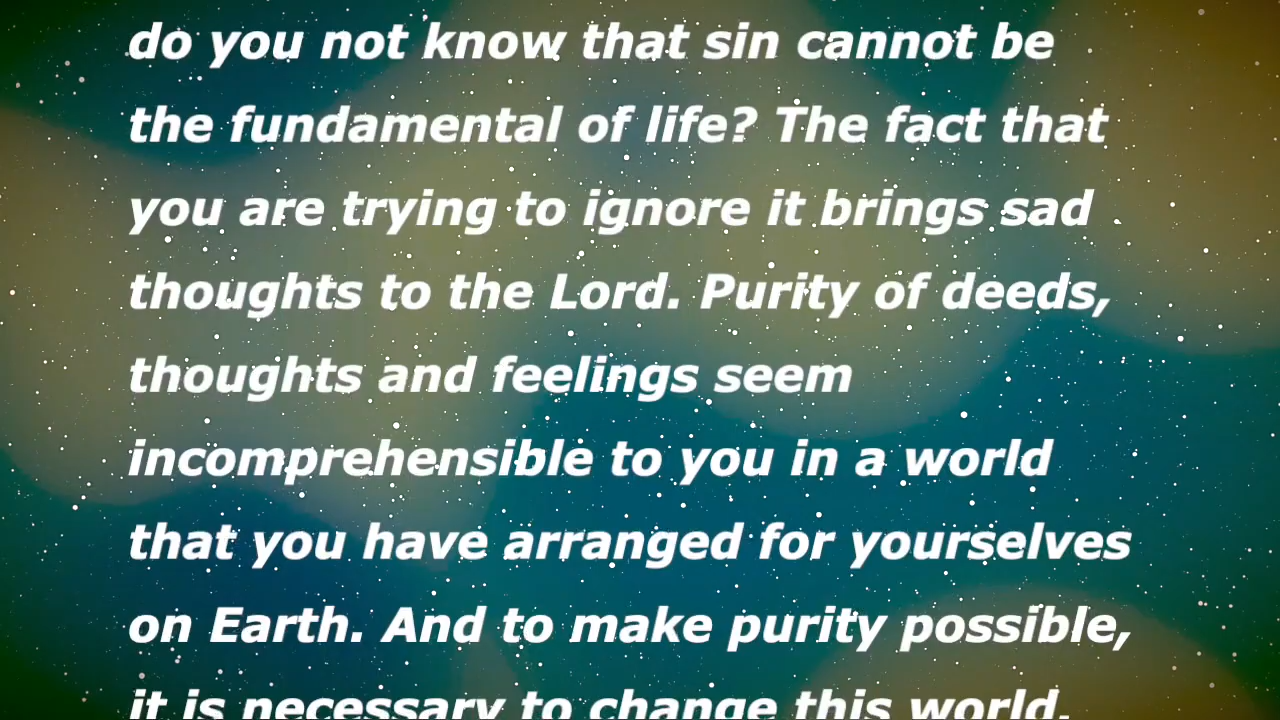 do you not know that sin cannot be
the fundamental of life? The fact that
you are trying to ignore it brings sad
thoughts to the Lord. Purity of deeds,
thoughts and feelings seem
incomprehensible to you in a world
that you have arranged for yourselves
on Earth. And to make purity possible,
it is necessary to change this world.